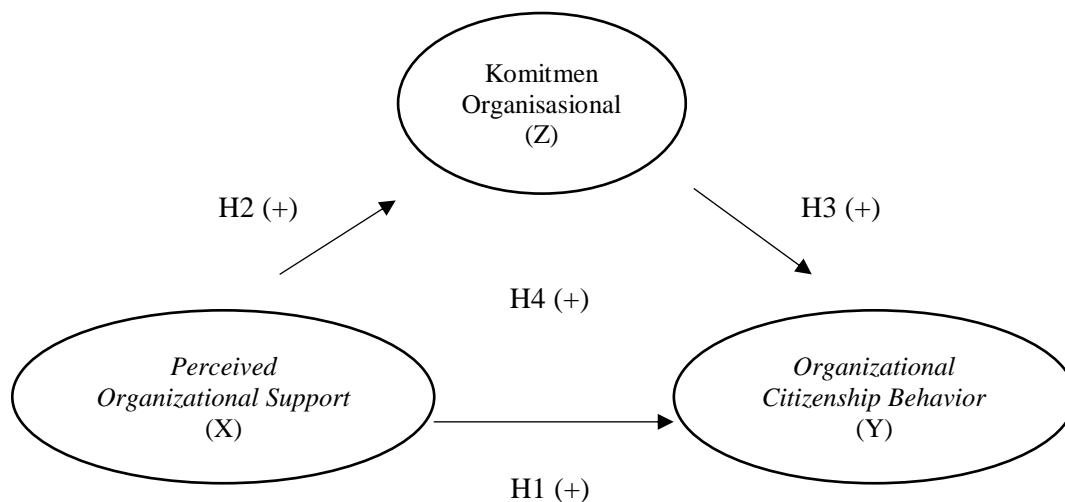 Komitmen
Organisasional
(Z)
H2 (+)
H3 (+)
H4 (+)
Perceived
Organizational Support
(X)
Organizational
Citizenship Behavior
(Y)
H1 (+)